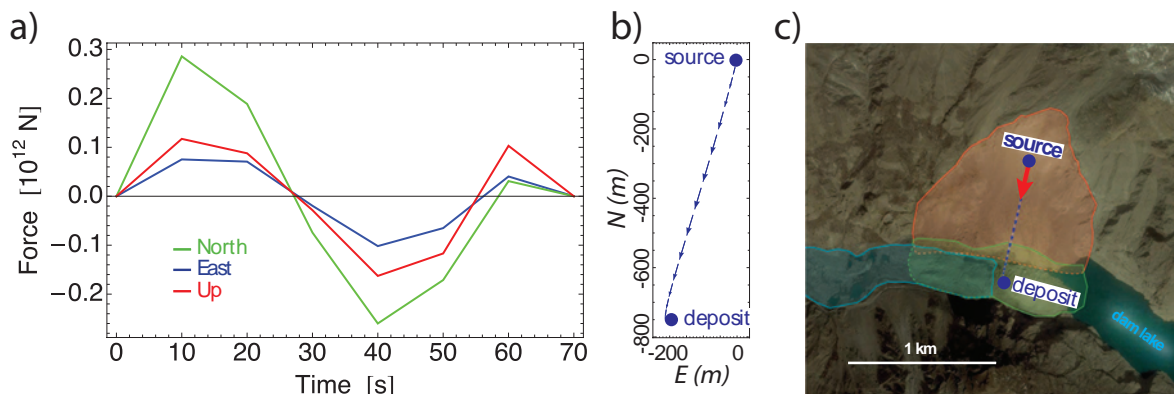 a)
Force [10¹² N]
0.3
0.2
0.1
0.0
−0.1
−0.2
North
East
Up
0 10 20 30 40 50 60 70
Time [s]
b)
N (m)
0
-200
-400
-600
-800
source
deposit
-200 0
E (m)
c)
source
deposit
dam lake
1 km